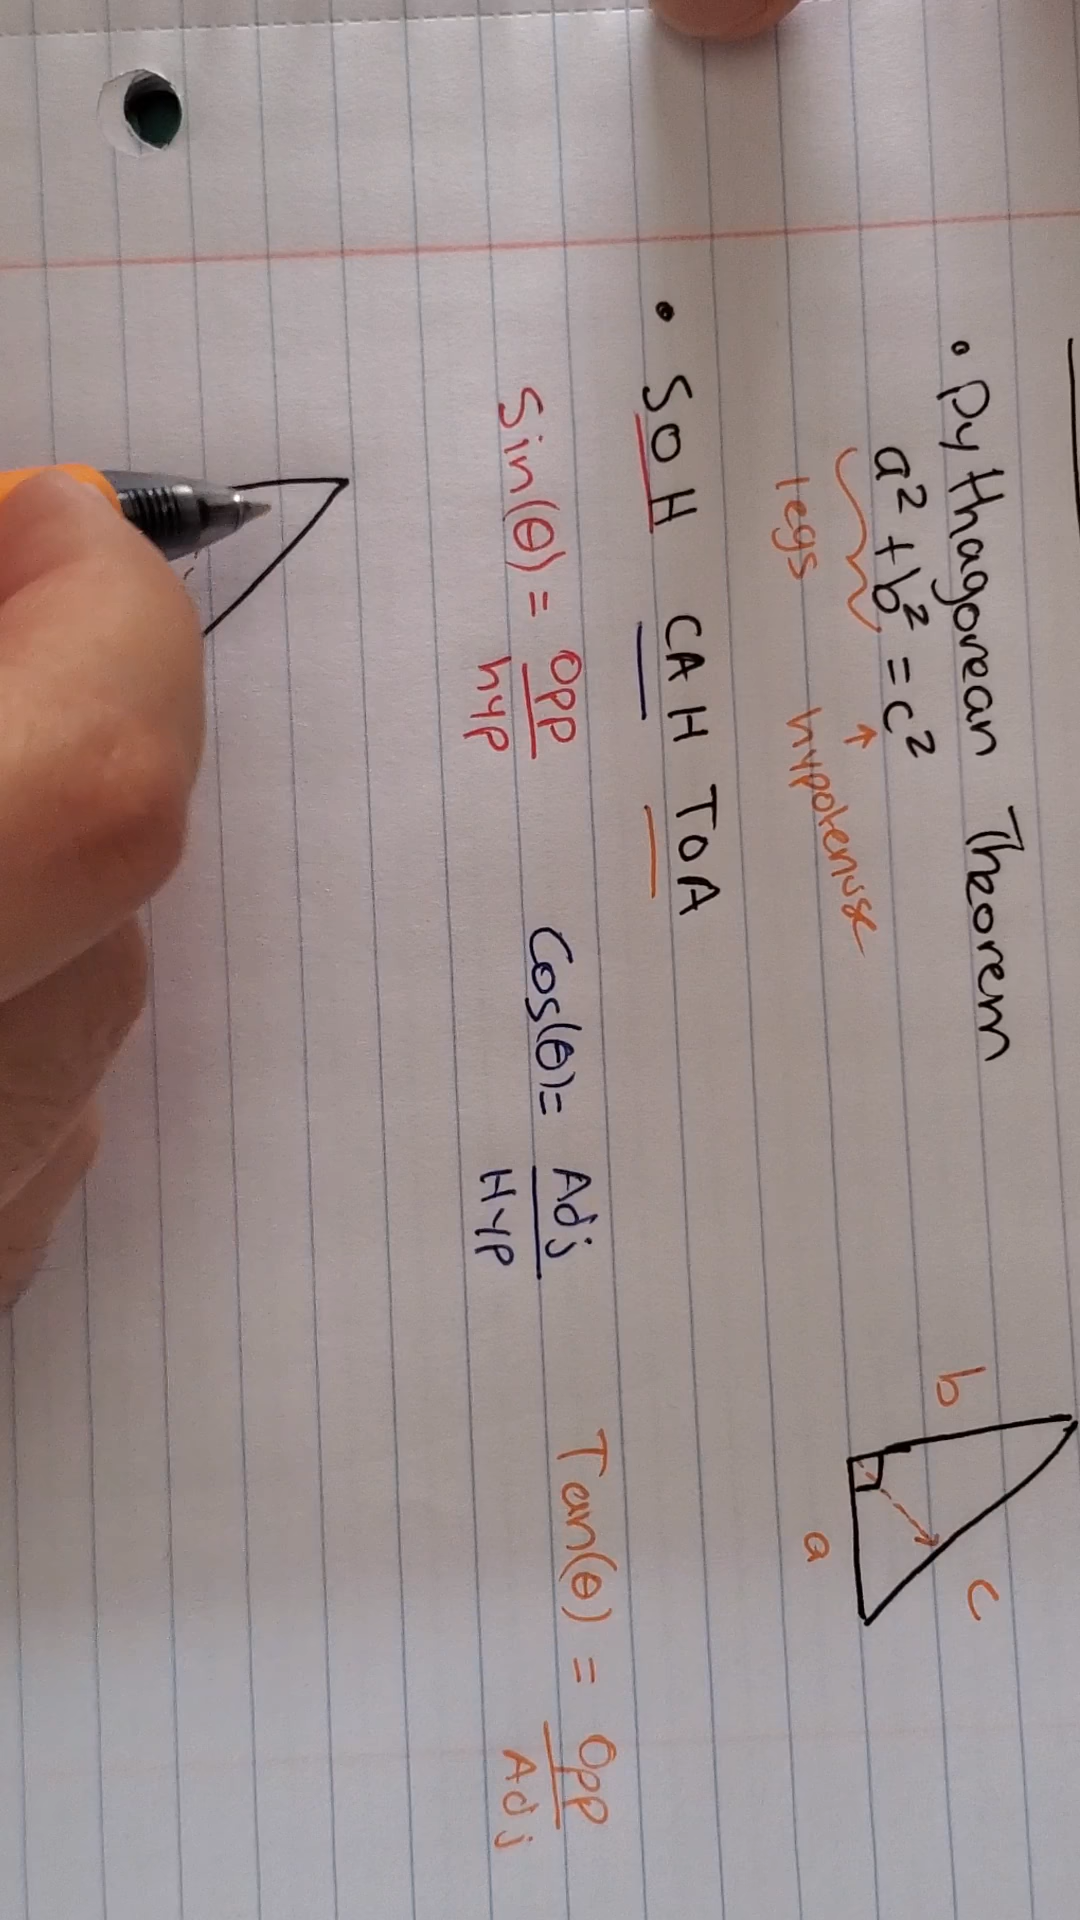 • Pythagorean Theorem
a² + b² = c²
legs hypotenuse
b
c
a
• SOH CAH TOA
Sin(θ) = Opp/hyp Cos(θ) = Adj/Hyp Tan(θ) = Opp/Adj